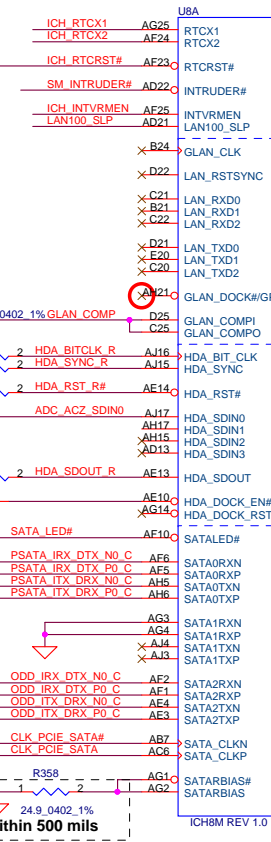 U8A
ICH_RTCX1 AG25 RTCX1
ICH_RTCX2 AF24 RTCX2
ICH_RTCRST# AF23 RTCRST#
SM_INTRUDER# AD22 INTRUDER#
ICH_INTVRMEN AF25 INTVRMEN
LAN100_SLP AD21 LAN100_SLP
B24 GLAN_CLK
D22 LAN_RSTSYNC
C21 LAN_RXD0
B21 LAN_RXD1
C22 LAN_RXD2
D21 LAN_TXD0
E20 LAN_TXD1
C20 LAN_TXD2
AH21 GLAN_DOCK#/GP
0402_1% GLAN_COMP D25 GLAN_COMPI
C25 GLAN_COMPO
2 HDA_BITCLK_R AJ16 HDA_BIT_CLK
2 HDA_SYNC_R AJ15 HDA_SYNC
2 HDA_RST_R# AE14 HDA_RST#
ADC_ACZ_SDIN0 AJ17 HDA_SDIN0
AH17 HDA_SDIN1
AH15 HDA_SDIN2
AD13 HDA_SDIN3
2 HDA_SDOUT_R AE13 HDA_SDOUT
AE10 HDA_DOCK_EN#
AG14 HDA_DOCK_RST
SATA_LED# AF10 SATALED#
PSATA_IRX_DTX_N0_C AF6 SATA0RXN
PSATA_IRX_DTX_P0_C AF5 SATA0RXP
PSATA_ITX_DRX_N0_C AH5 SATA0TXN
PSATA_ITX_DRX_P0_C AH6 SATA0TXP
AG3 SATA1RXN
AG4 SATA1RXP
AJ4 SATA1TXN
AJ3 SATA1TXP
ODD_IRX_DTX_N0_C AF2 SATA2RXN
ODD_IRX_DTX_P0_C AF1 SATA2RXP
ODD_ITX_DRX_N0_C AE4 SATA2TXN
ODD_ITX_DRX_P0_C AE3 SATA2TXP
CLK_PCIE_SATA# AB7 SATA_CLKN
CLK_PCIE_SATA AC6 SATA_CLKP
R358 AG1 SATARBIAS#
1 2 AG2 SATARBIAS
24.9_0402_1%
ithin 500 mils
ICH8M REV 1.0